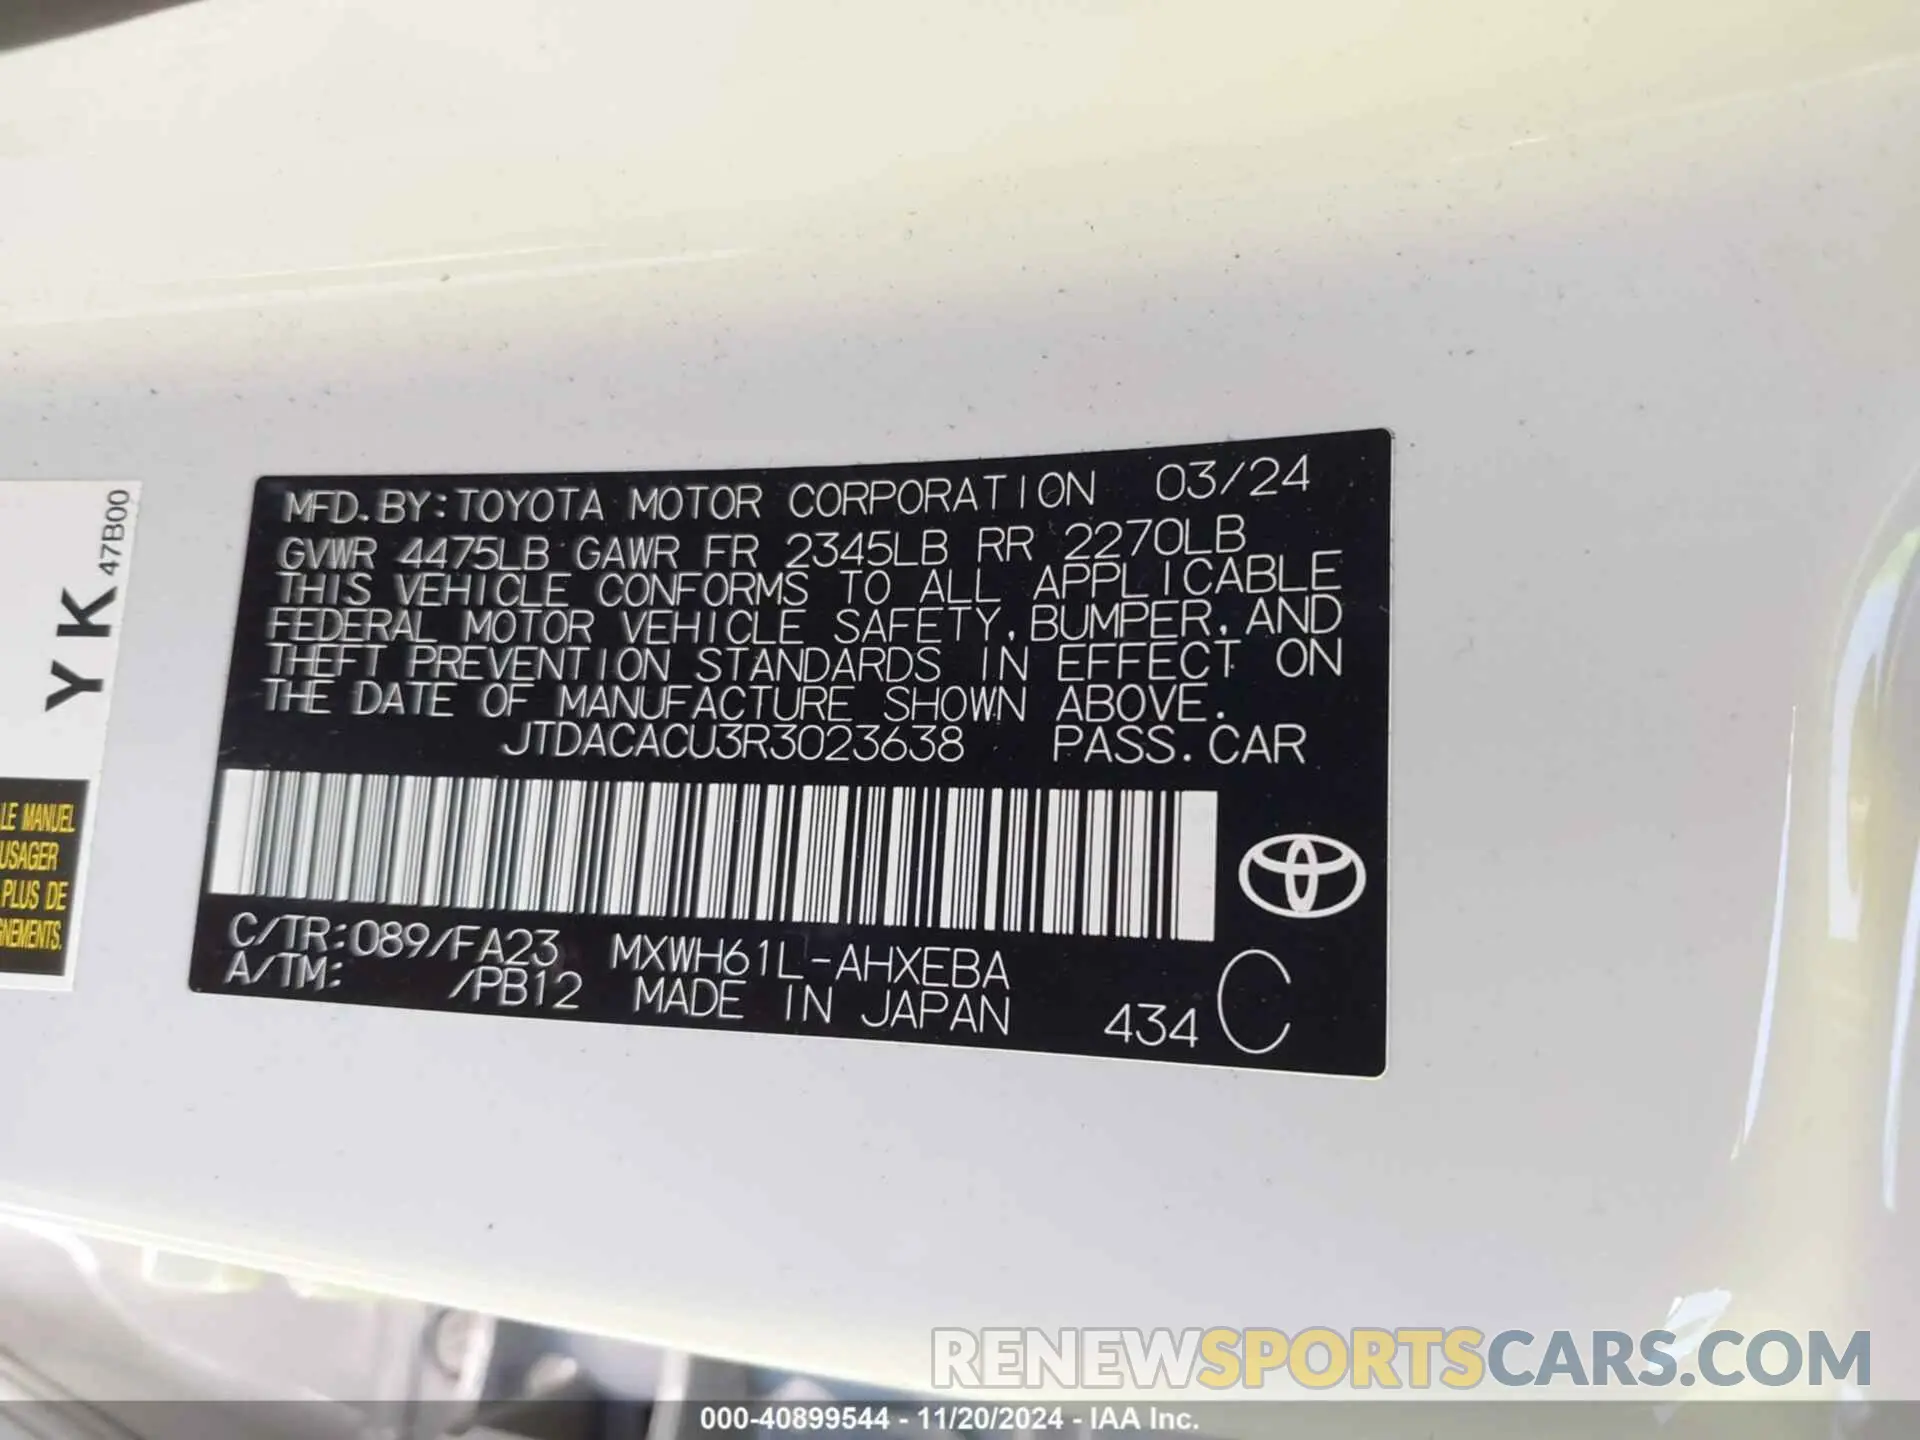 MFD. BY: TOYOTA MOTOR CORPORATION 03/24
GVWR 4475LB GAWR FR 2345LB RR 2270LB
THIS VEHICLE CONFORMS TO ALL APPLICABLE
FEDERAL MOTOR VEHICLE SAFETY, BUMPER, AND
THEFT PREVENTION STANDARDS IN EFFECT ON
THE DATE OF MANUFACTURE SHOWN ABOVE.
JTDACACU3R3023638 PASS. CAR
C/TR: 089/FA23 MXWH61L-AHXEBA
A/TM: /PB12 MADE IN JAPAN 434 C
YK 47B00
LE MANUEL
USAGER
PLUS DE
GNEMENTS.
RENEWSPORTSCARS.COM
000-40899544 - 11/20/2024 - IAA Inc.